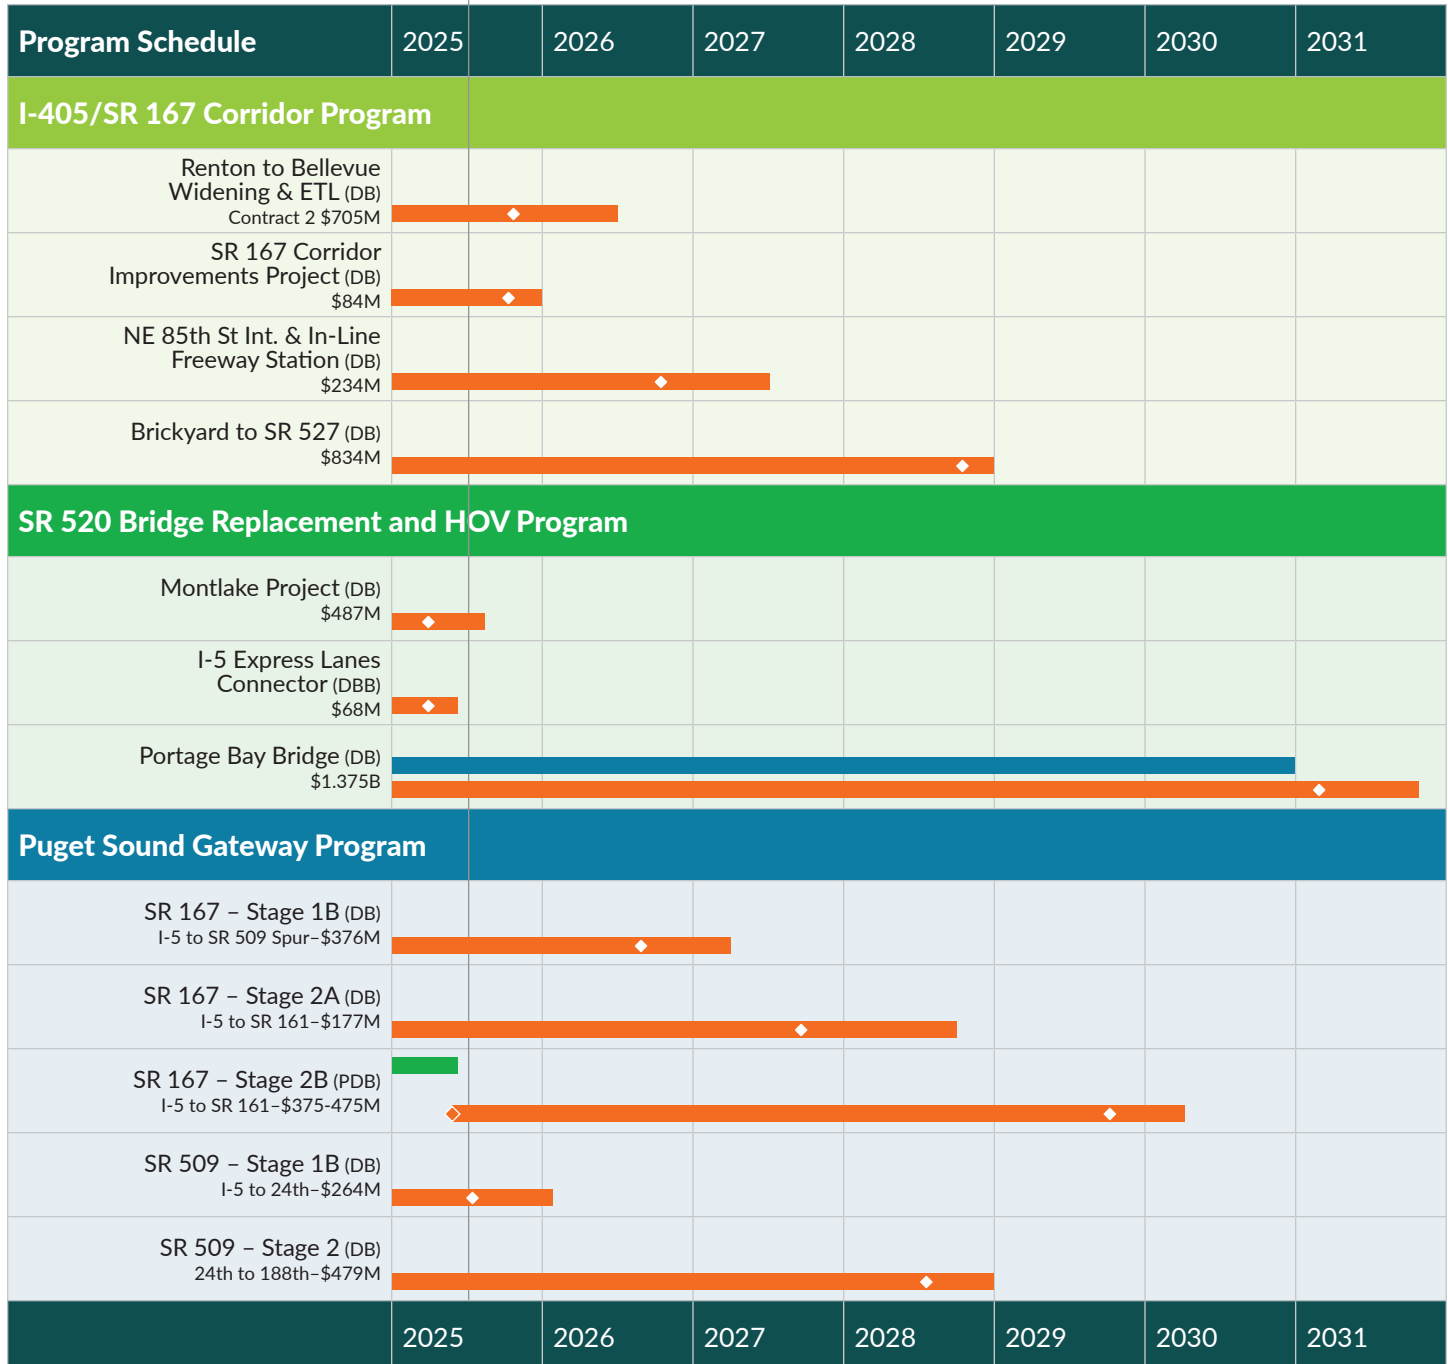 Program Schedule 2025 2026 2027 2028 2029 2030 2031
I-405/SR 167 Corridor Program
Renton to Bellevue
Widening & ETL (DB)
Contract 2 $705M
SR 167 Corridor
Improvements Project (DB)
$84M
NE 85th St Int. & In-Line
Freeway Station (DB)
$234M
Brickyard to SR 527 (DB)
$834M
SR 520 Bridge Replacement and HOV Program
Montlake Project (DB)
$487M
I-5 Express Lanes
Connector (DBB)
$68M
Portage Bay Bridge (DB)
$1.375B
Puget Sound Gateway Program
SR 167 – Stage 1B (DB)
I-5 to SR 509 Spur–$376M
SR 167 – Stage 2A (DB)
I-5 to SR 161–$177M
SR 167 – Stage 2B (PDB)
I-5 to SR 161–$375-475M
SR 509 – Stage 1B (DB)
I-5 to 24th–$264M
SR 509 – Stage 2 (DB)
24th to 188th–$479M
2025 2026 2027 2028 2029 2030 2031